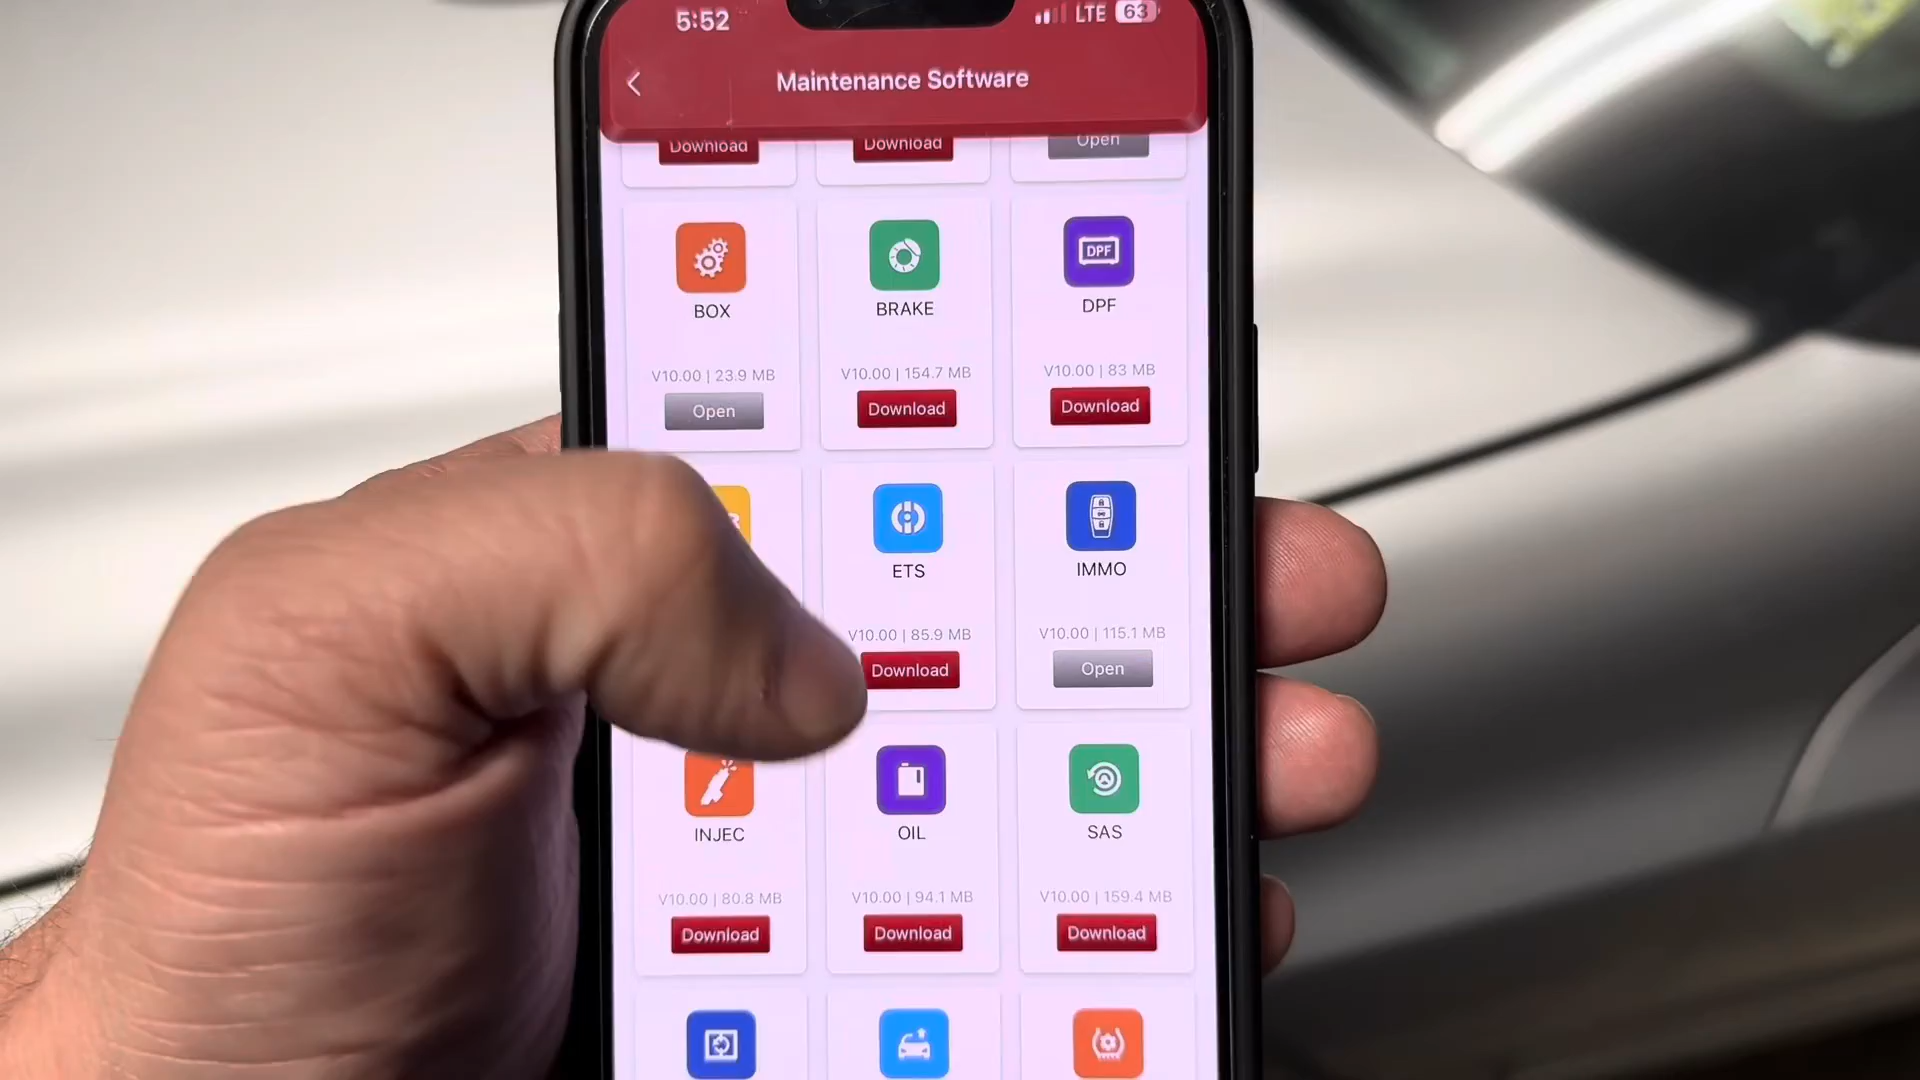 5:52
LTE 63
Maintenance Software
Download
Download
Open
DPF
BOX
BRAKE
DPF
V10.00 | 23.9 MB
V10.00 | 154.7 MB
V10.00 | 83 MB
Open
Download
Download
ETS
IMMO
V10.00 | 85.9 MB
V10.00 | 115.1 MB
Download
Open
INJEC
OIL
SAS
V10.00 | 80.8 MB
V10.00 | 94.1 MB
V10.00 | 159.4 MB
Download
Download
Download